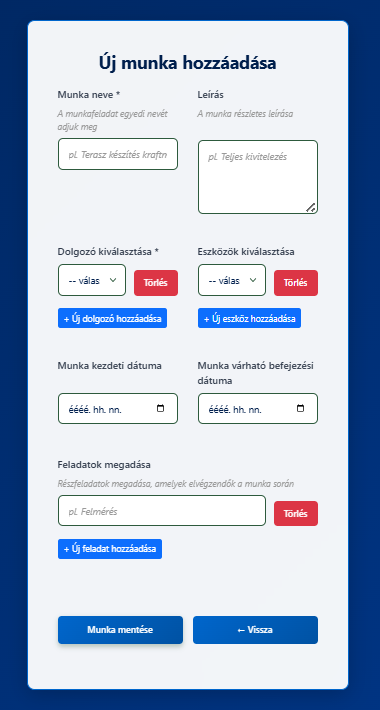 Új munka hozzáadása
Munka neve *
A munkafeladat egyedi nevét
adjuk meg
pl. Terasz készítés kraftn
Leírás
A munka részletes leírása
pl. Teljes kivitelezés
Dolgozó kiválasztása *
-- válas
Törlés
+ Új dolgozó hozzáadása
Eszközök kiválasztása
-- válas
Törlés
+ Új eszköz hozzáadása
Munka kezdeti dátuma
éééé. hh. nn.
Munka várható befejezési
dátuma
éééé. hh. nn.
Feladatok megadása
Részfeladatok megadása, amelyek elvégzendők a munka során
pl. Felmérés
Törlés
+ Új feladat hozzáadása
Munka mentése
← Vissza